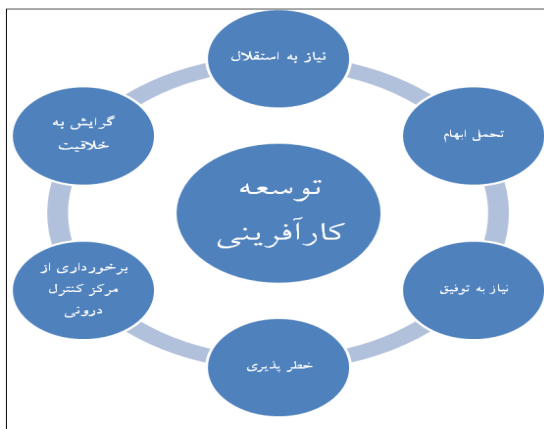 نیاز به استقلال
تحمل ابهام
نیاز به توفیق
خطر پذیری
برخورداری از
مرکز کنترل
درونی
گرایش به
خلاقیت
توسعه
کارآفرینی